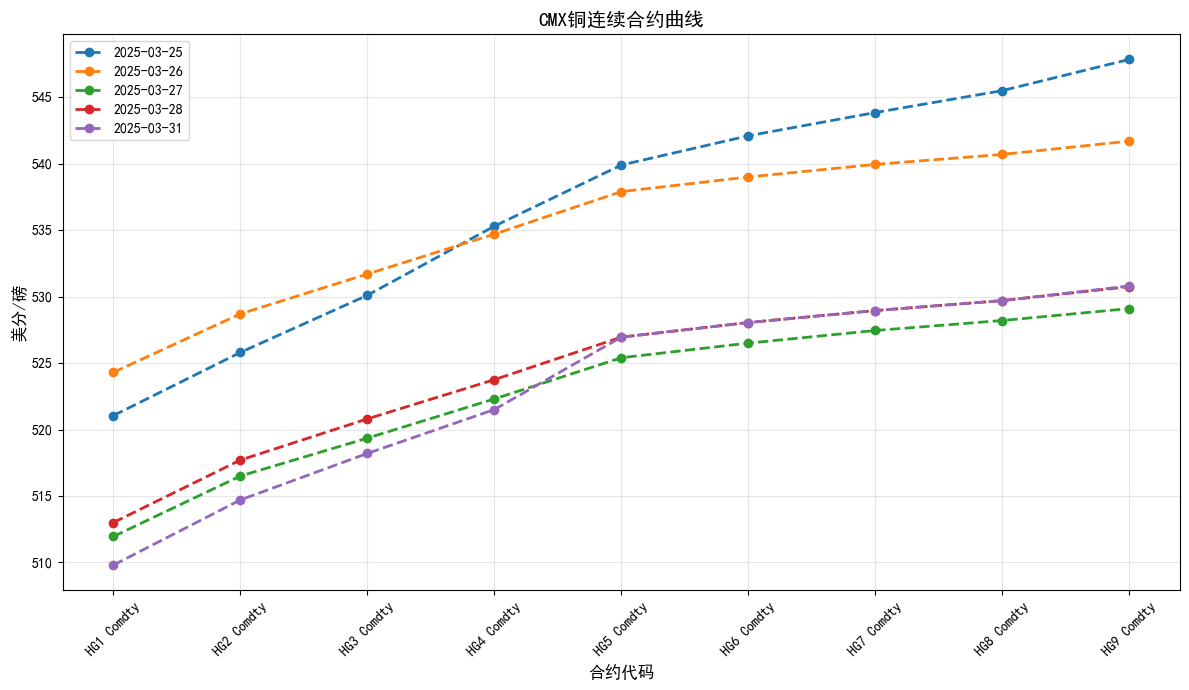 CMX铜连续合约曲线
2025-03-25
2025-03-26
2025-03-27
2025-03-28
2025-03-31
美分/磅
545
540
535
530
525
520
515
510
HG1 Comdty
HG2 Comdty
HG3 Comdty
HG4 Comdty
HG5 Comdty
HG6 Comdty
HG7 Comdty
HG8 Comdty
HG9 Comdty
合约代码